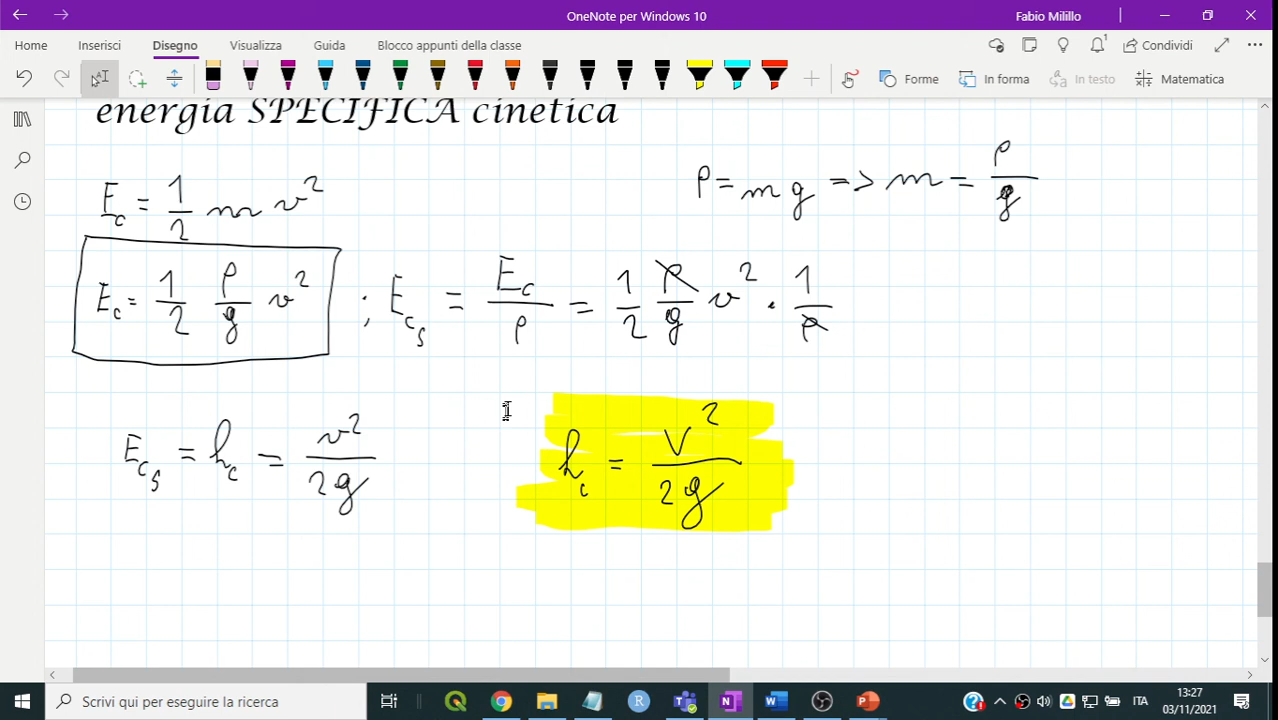 OneNote per Windows 10
Fabio Milillo
Home Inserisci Disegno Visualizza Guida Blocco appunti della classe Condividi
Forme In forma In testo Matematica
energia SPECIFICA cinetica
E_c = 1/2 m v^2
P = m g => m = P/g
E_c = 1/2 P/g v^2 ; E_cs = E_c/P = 1/2 P/g v^2 · 1/P
E_cs = h_c = v^2/2g
h_c = V^2/2g
Scrivi qui per eseguire la ricerca
ITA
13:27
03/11/2021